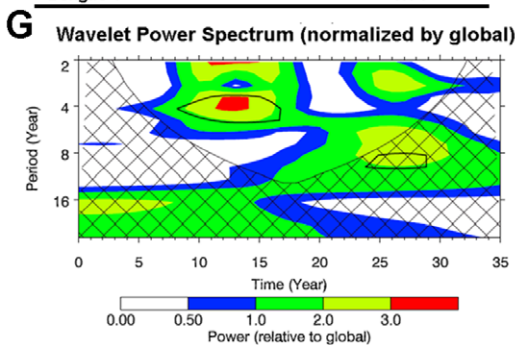 G
Wavelet Power Spectrum (normalized by global)
2
4
8
16
Period (Year)
0 5 10 15 20 25 30 35
Time (Year)
0.00 0.50 1.0 2.0 3.0
Power (relative to global)